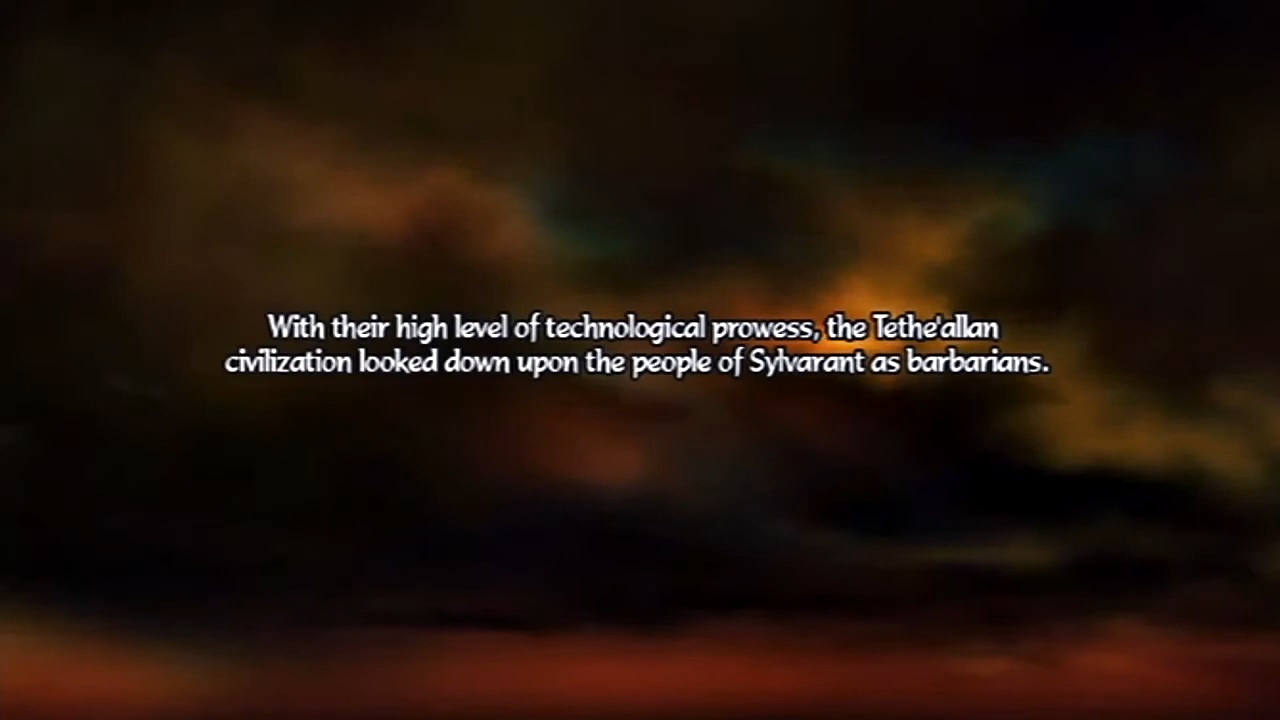 With their high level of technological prowess, the Tethe'allan
civilization looked down upon the people of Sylvarant as barbarians.